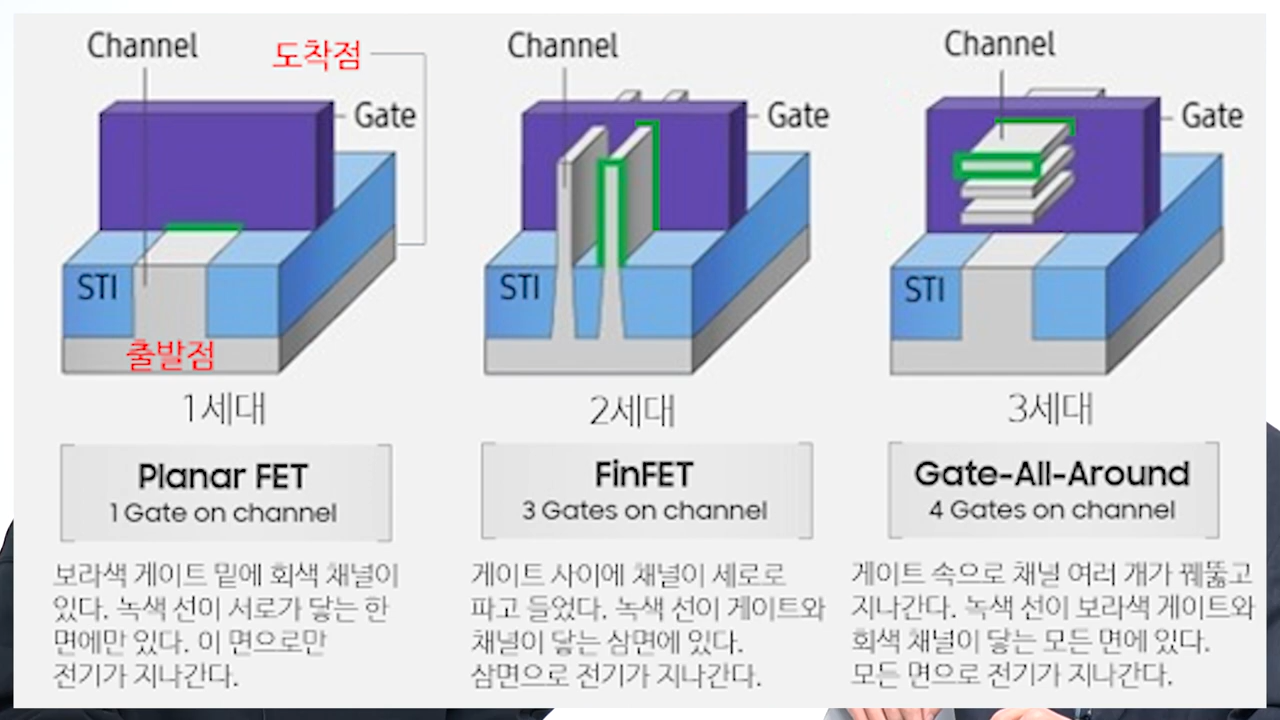 Channel
도착점
Gate
STI
출발점
1세대
Planar FET
1 Gate on channel
보라색 게이트 밑에 회색 채널이
있다. 녹색 선이 서로가 닿는 한
면에만 있다. 이 면으로만
전기가 지나간다.
Channel
Gate
STI
2세대
FinFET
3 Gates on channel
게이트 사이에 채널이 세로로
파고 들었다. 녹색 선이 게이트와
채널이 닿는 삼면에 있다.
삼면으로 전기가 지나간다.
Channel
Gate
STI
3세대
Gate-All-Around
4 Gates on channel
게이트 속으로 채널 여러 개가 꿰뚫고
지나간다. 녹색 선이 보라색 게이트와
회색 채널이 닿는 모든 면에 있다.
모든 면으로 전기가 지나간다.